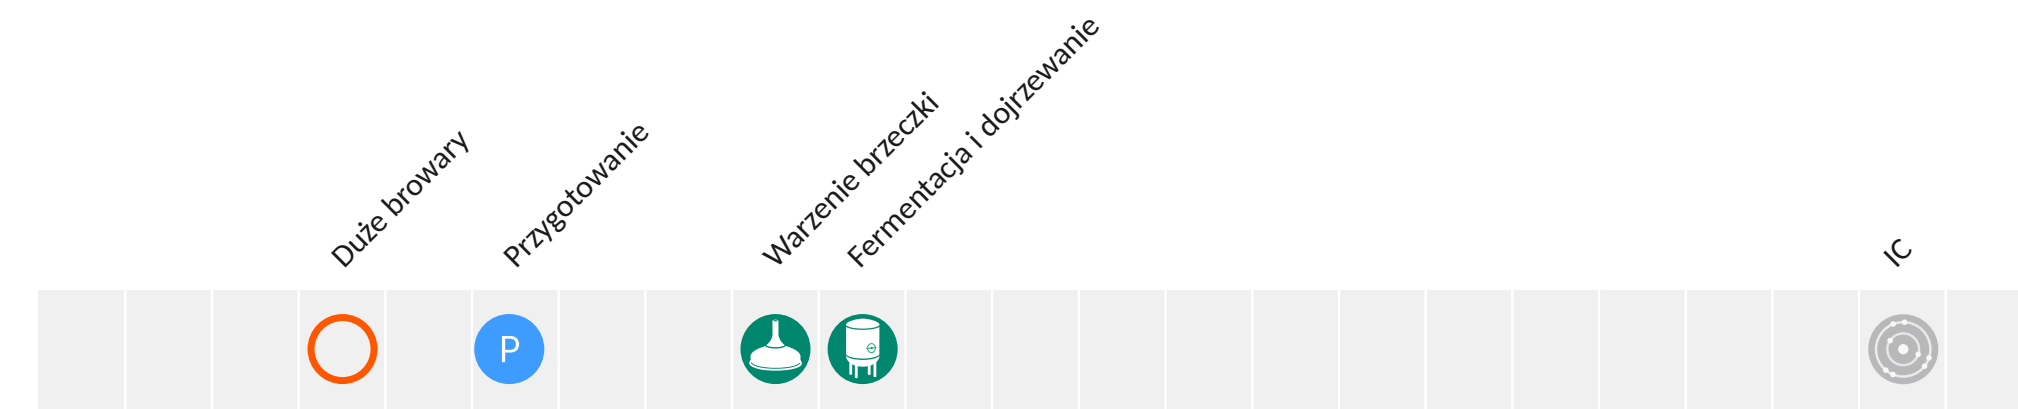 Duże browary
Przygotowanie
Warzenie brzeczki
Fermentacja i dojrzewanie
IC
P